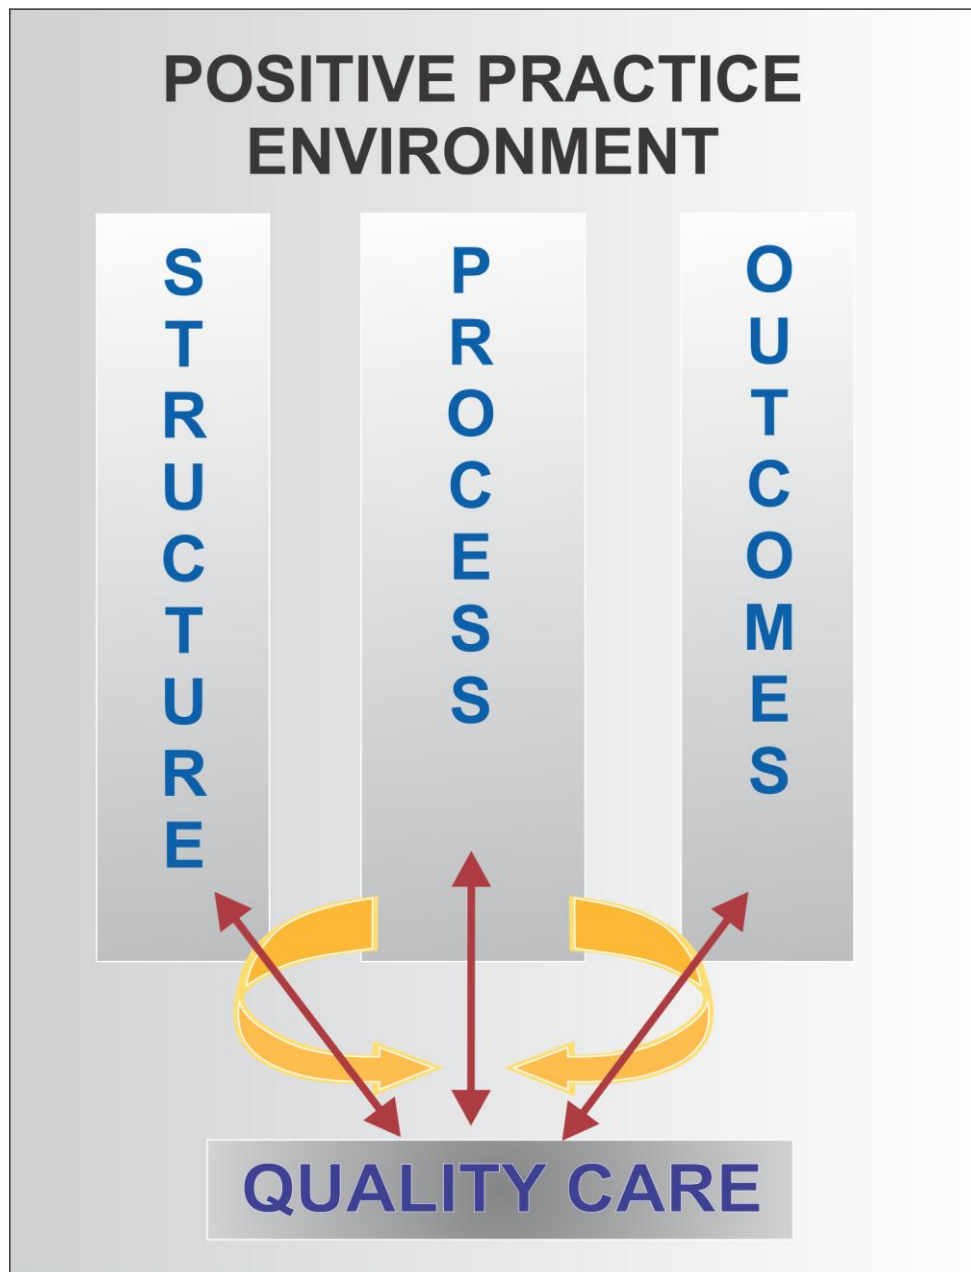 POSITIVE PRACTICE
ENVIRONMENT
STRUCTURE
PROCESS
OUTCOMES
QUALITY CARE